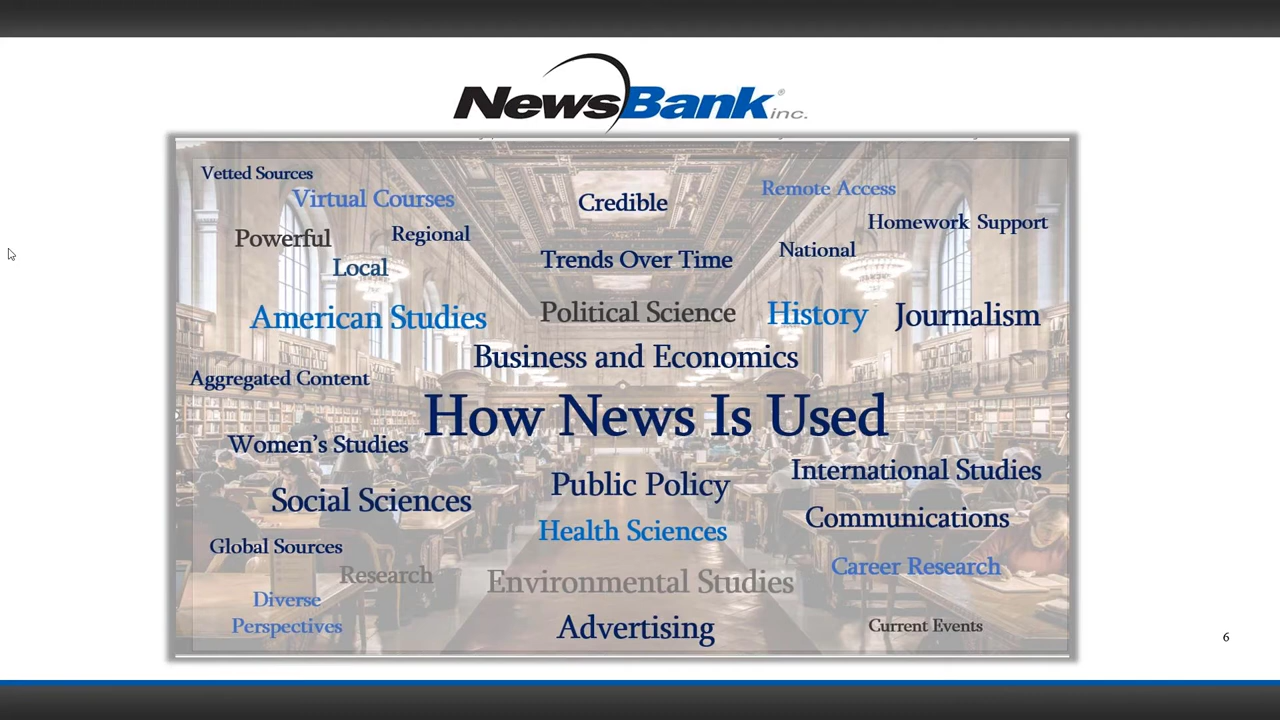 NewsBank® inc.
Vetted Sources
Virtual Courses
Credible
Remote Access
Homework Support
Powerful
Regional
National
Local
Trends Over Time
American Studies
Political Science
History
Journalism
Business and Economics
Aggregated Content
How News Is Used
Women’s Studies
International Studies
Public Policy
Social Sciences
Communications
Health Sciences
Global Sources
Career Research
Research
Environmental Studies
Diverse
Perspectives
Advertising
Current Events
6